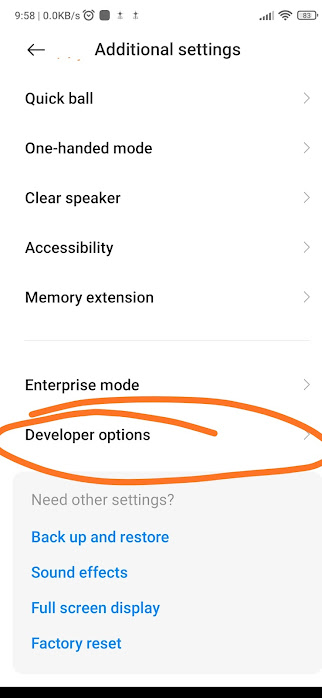 9:58 | 0.0KB/s 83
Additional settings
Quick ball
One-handed mode
Clear speaker
Accessibility
Memory extension
Enterprise mode
Developer options
Need other settings?
Back up and restore
Sound effects
Full screen display
Factory reset